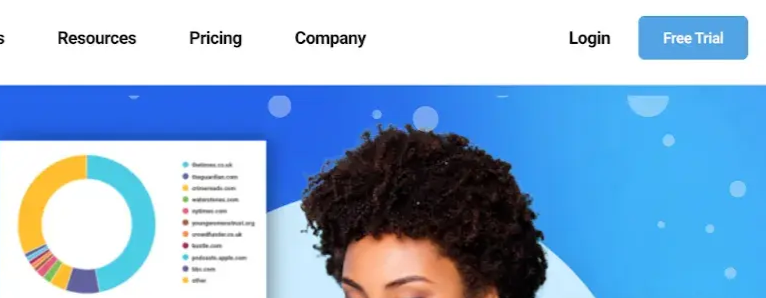 s Resources Pricing Company Login Free Trial
thetimes.co.uk
theguardian.com
crimereads.com
waterstones.com
nytimes.com
youngwomenstrust.org
crowdfunder.co.uk
bustle.com
podcasts.apple.com
bbc.com
other